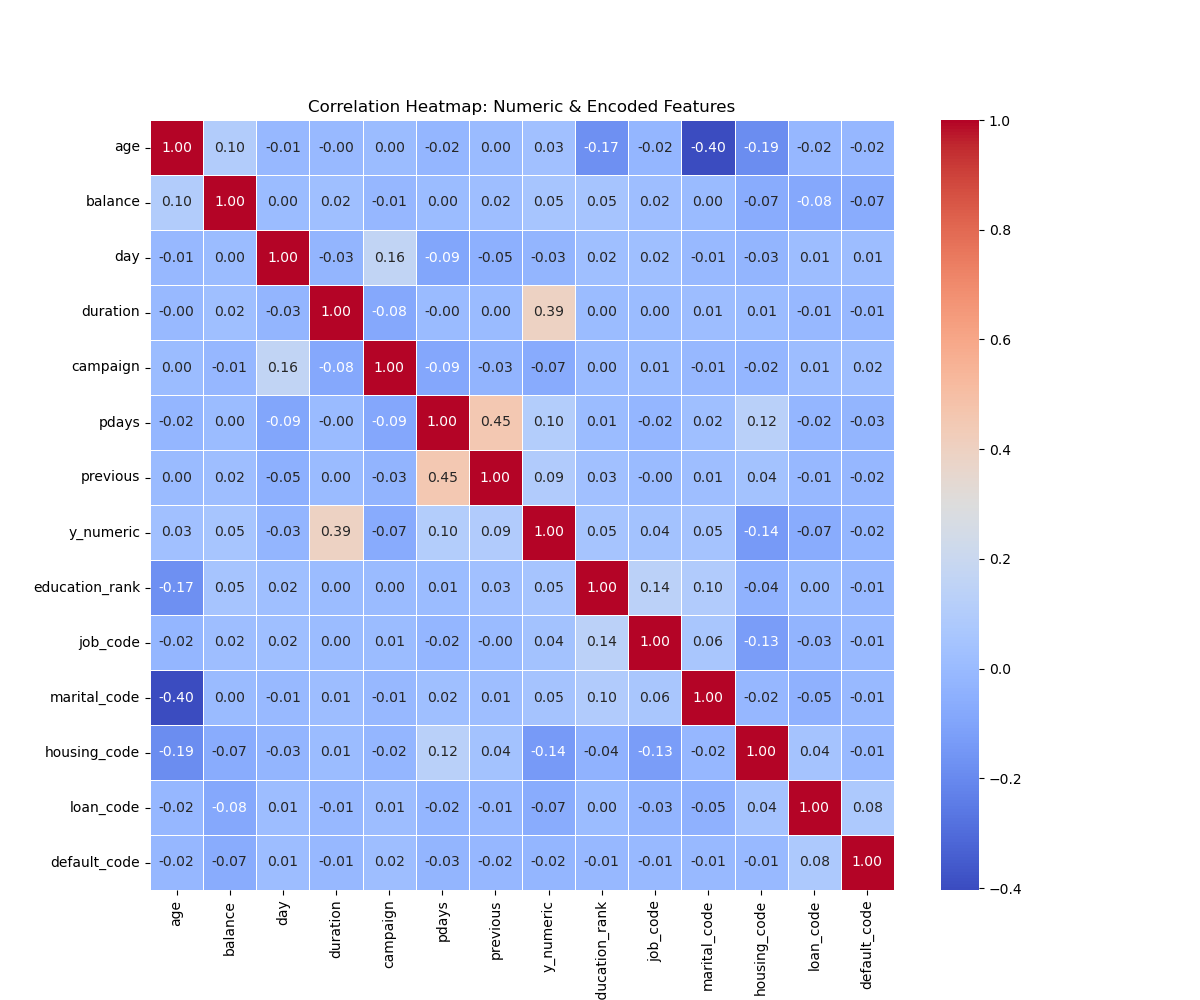 Correlation Heatmap: Numeric & Encoded Features
age 1.00 0.10 -0.01 -0.00 0.00 -0.02 0.00 0.03 -0.17 -0.02 -0.40 -0.19 -0.02 -0.02
balance 0.10 1.00 0.00 0.02 -0.01 0.00 0.02 0.05 0.05 0.02 0.00 -0.07 -0.08 -0.07
day -0.01 0.00 1.00 -0.03 0.16 -0.09 -0.05 -0.03 0.02 0.02 -0.01 -0.03 0.01 0.01
duration -0.00 0.02 -0.03 1.00 -0.08 -0.00 0.00 0.39 0.00 0.00 0.01 0.01 -0.01 -0.01
campaign 0.00 -0.01 0.16 -0.08 1.00 -0.09 -0.03 -0.07 0.00 0.01 -0.01 -0.02 0.01 0.02
pdays -0.02 0.00 -0.09 -0.00 -0.09 1.00 0.45 0.10 0.01 -0.02 0.02 0.12 -0.02 -0.03
previous 0.00 0.02 -0.05 0.00 -0.03 0.45 1.00 0.09 0.03 -0.00 0.01 0.04 -0.01 -0.02
y_numeric 0.03 0.05 -0.03 0.39 -0.07 0.10 0.09 1.00 0.05 0.04 0.05 -0.14 -0.07 -0.02
education_rank -0.17 0.05 0.02 0.00 0.00 0.01 0.03 0.05 1.00 0.14 0.10 -0.04 0.00 -0.01
job_code -0.02 0.02 0.02 0.00 0.01 -0.02 -0.00 0.04 0.14 1.00 0.06 -0.13 -0.03 -0.01
marital_code -0.40 0.00 -0.01 0.01 -0.01 0.02 0.01 0.05 0.10 0.06 1.00 -0.02 -0.05 -0.01
housing_code -0.19 -0.07 -0.03 0.01 -0.02 0.12 0.04 -0.14 -0.04 -0.13 -0.02 1.00 0.04 -0.01
loan_code -0.02 -0.08 0.01 -0.01 0.01 -0.02 -0.01 -0.07 0.00 -0.03 -0.05 0.04 1.00 0.08
default_code -0.02 -0.07 0.01 -0.01 0.02 -0.03 -0.02 -0.02 -0.01 -0.01 -0.01 -0.01 0.08 1.00
age
balance
day
duration
campaign
pdays
previous
y_numeric
ducation_rank
job_code
marital_code
housing_code
loan_code
default_code
1.0
0.8
0.6
0.4
0.2
0.0
−0.2
−0.4